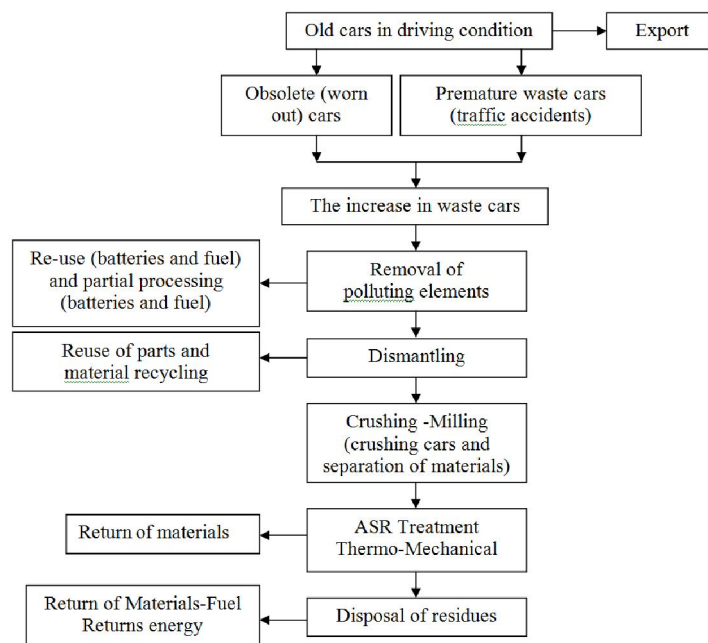 Old cars in driving condition
Export
Obsolete (worn
out) cars
Premature waste cars
(traffic accidents)
The increase in waste cars
Re-use (batteries and fuel)
and partial processing
(batteries and fuel)
Removal of
polluting elements
Reuse of parts and
material recycling
Dismantling
Crushing -Milling
(crushing cars and
separation of materials)
Return of materials
ASR Treatment
Thermo-Mechanical
Return of Materials-Fuel
Returns energy
Disposal of residues